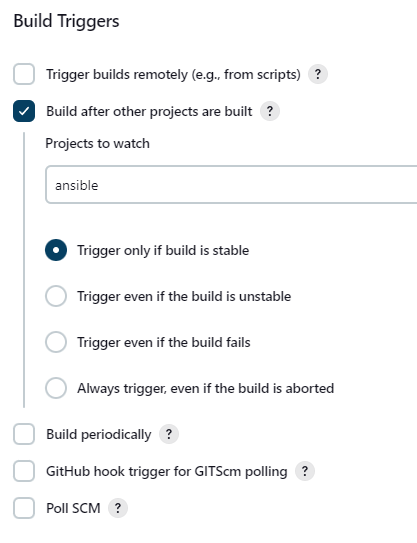 Build Triggers
Trigger builds remotely (e.g., from scripts) ?
Build after other projects are built ?
Projects to watch
ansible
Trigger only if build is stable
Trigger even if the build is unstable
Trigger even if the build fails
Always trigger, even if the build is aborted
Build periodically ?
GitHub hook trigger for GITScm polling ?
Poll SCM ?